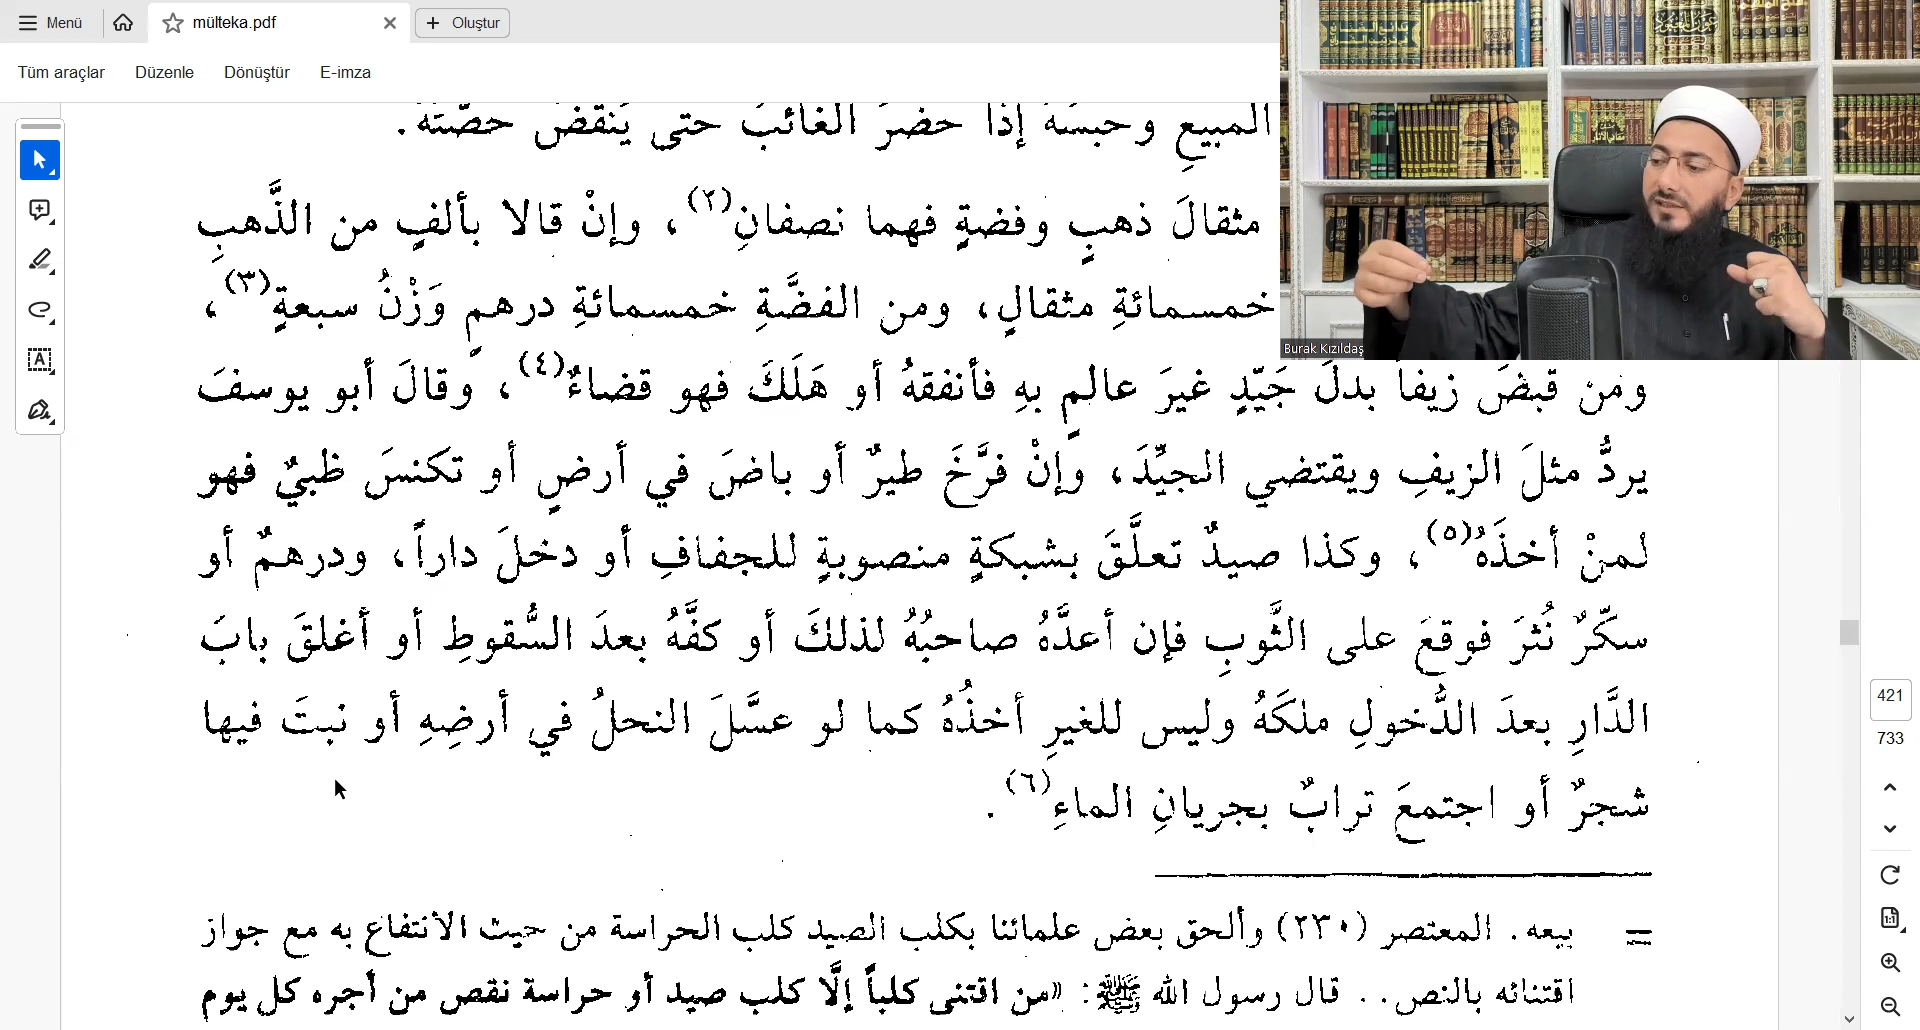 Menü
mülteka.pdf
Oluştur
Tüm araçlar
Düzenle
Dönüştür
E-imza
المبيعِ وحبسَهُ إذا حضرَ الغائبُ حتى يَنقُضَ حصَّتَهُ.
مثقالَ ذهبٍ وفضةٍ فهما نصفانِ(٢)، وإنْ قالا بألفٍ من الذَّهبِ
خمسمائةِ مثقالٍ، ومن الفضَّةِ خمسمائةِ درهمٍ وَزْنُ سبعةٍ(٣)،
ومن قبضَ زيفاً بدلَ جَيّدٍ غيرَ عالمٍ بهِ فأنفقهُ أو هَلَكَ فهو قضاءٌ(٤)، وقالَ أبو يوسفَ
يردُّ مثلَ الزيفِ ويقتضي الجيِّدَ، وإنْ فرَّخَ طيرٌ أو باضَ في أرضٍ أو تكنسَ ظبيٌ فهو
لمنْ أخذَهُ(٥)، وكذا صيدٌ تعلَّقَ بشبكةٍ منصوبةٍ للجفافِ أو دخلَ داراً، ودرهمٌ أو
سكّرٌ نُثرَ فوقعَ على الثَّوبِ فإن أعدَّهُ صاحبُهُ لذلكَ أو كفَّهُ بعدَ السُّقوطِ أو أغلقَ بابَ
الدَّارِ بعدَ الدُّخولِ ملكَهُ وليس للغيرِ أخذُهُ كما لو عسَّلَ النحلُ في أرضِهِ أو نبتَ فيها
شجرٌ أو اجتمعَ ترابٌ بجريانِ الماءِ(٦).
= بيعه. المعتصر (٢٣٠) وألحق بعض علمائنا بكلب الصيد كلب الحراسة من حيث الانتفاع به مع جواز
اقتنائه بالنص.. قال رسول الله ﷺ: «من اقتنى كلباً إلَّا كلب صيد أو حراسة نقص من أجره كل يوم
Burak Kızıldaş
421
733